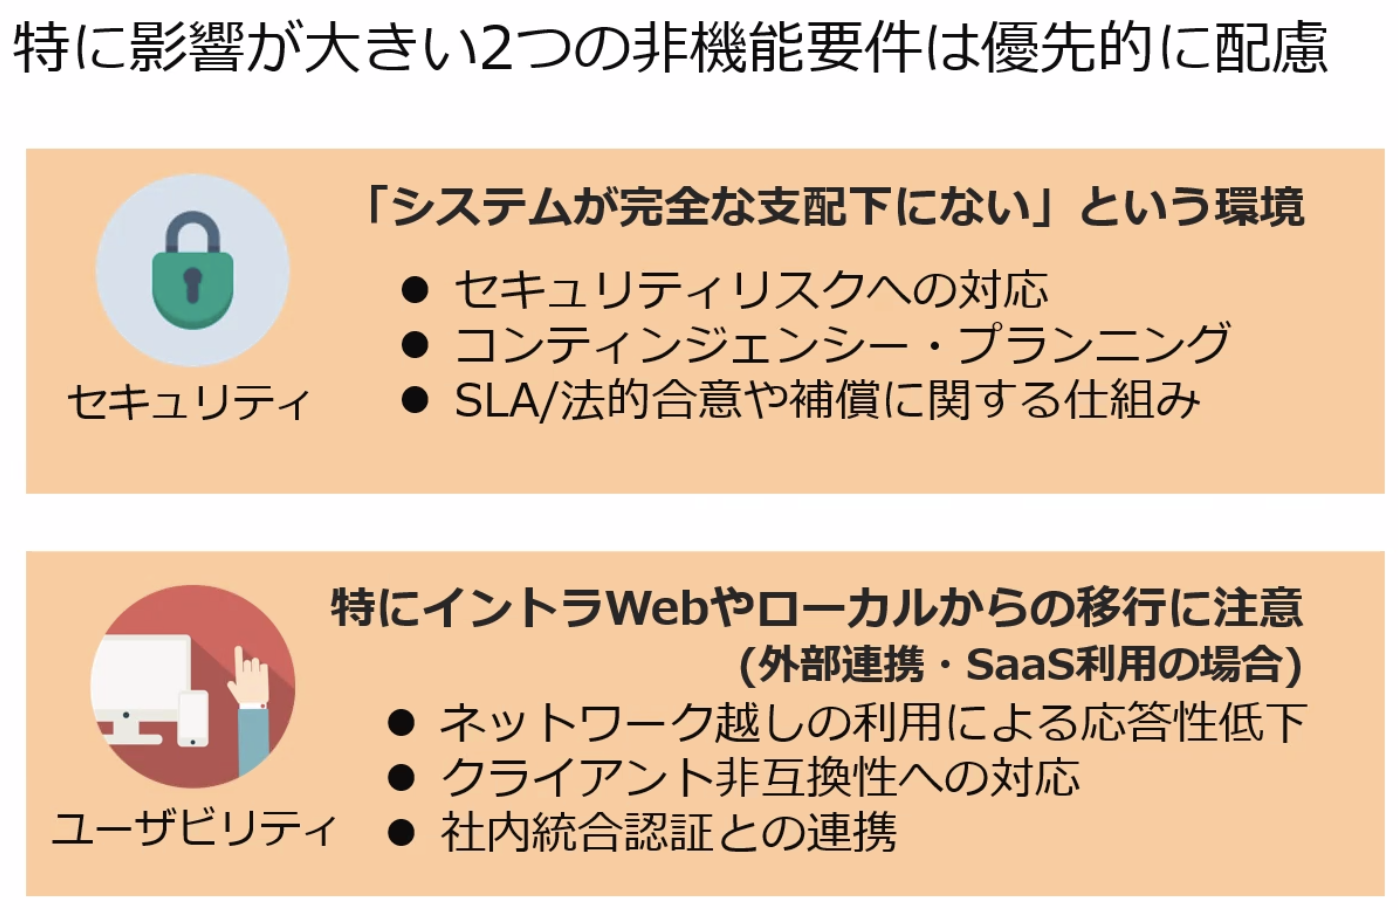 特に影響が大きい2つの非機能要件は優先的に配慮
「システムが完全な支配下にない」という環境
● セキュリティリスクへの対応
● コンティンジェンシー・プランニング
● SLA/法的合意や補償に関する仕組み
セキュリティ
特にイントラWebやローカルからの移行に注意
(外部連携・SaaS利用の場合)
● ネットワーク越しの利用による応答性低下
● クライアント非互換性への対応
● 社内統合認証との連携
ユーザビリティ